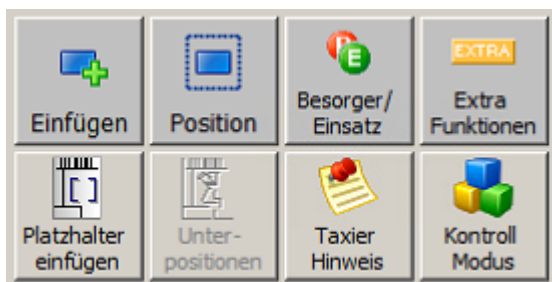 Einfügen
Position
Besorger/
Einsatz
EXTRA
Extra
Funktionen
Platzhalter
einfügen
Unter-
positionen
Taxier
Hinweis
Kontroll
Modus